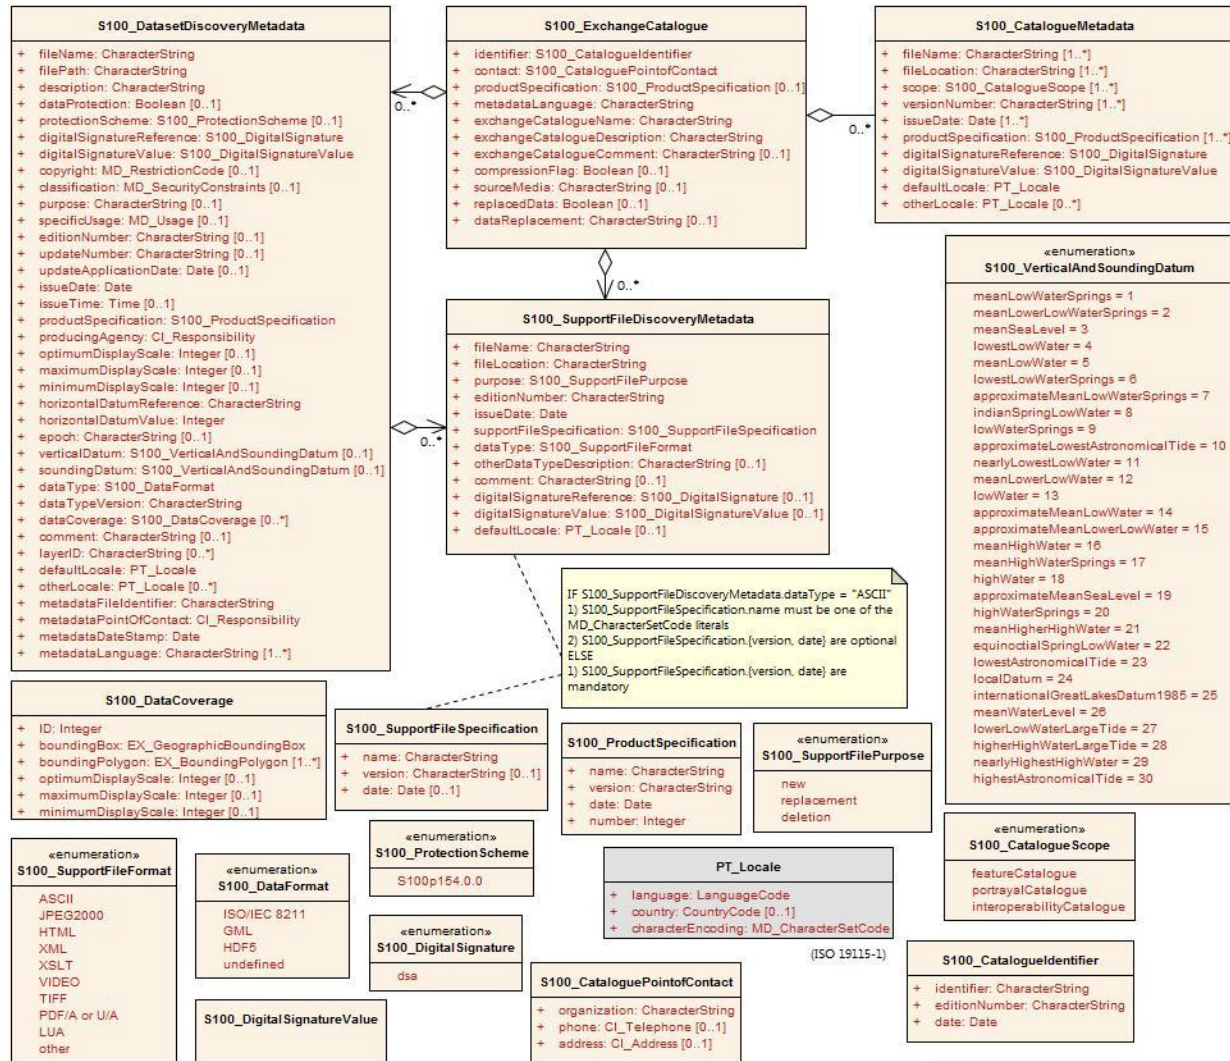 S100_DatasetDiscoveryMetadata
+ fileName: CharacterString
+ filePath: CharacterString
+ description: CharacterString
+ dataProtection: Boolean [0..1]
+ protectionScheme: S100_ProtectionScheme [0..1]
+ digitalSignatureReference: S100_DigitalSignature
+ digitalSignatureValue: S100_DigitalSignatureValue
+ copyright: MD_RestrictionCode [0..1]
+ classification: MD_SecurityConstraints [0..1]
+ purpose: CharacterString [0..1]
+ specificUsage: MD_Usage [0..1]
+ editionNumber: CharacterString [0..1]
+ updateNumber: CharacterString [0..1]
+ updateApplicationDate: Date [0..1]
+ issueDate: Date
+ issueTime: Time [0..1]
+ productSpecification: S100_ProductSpecification
+ producingAgency: CI_Responsibility
+ optimumDisplayScale: Integer [0..1]
+ maximumDisplayScale: Integer [0..1]
+ minimumDisplayScale: Integer [0..1]
+ horizontalDatumReference: CharacterString
+ horizontalDatumValue: Integer
+ epoch: CharacterString [0..1]
+ verticalDatum: S100_VerticalAndSoundingDatum [0..1]
+ soundingDatum: S100_VerticalAndSoundingDatum [0..1]
+ dataType: S100_DataFormat
+ dataTypeVersion: CharacterString
+ dataCoverage: S100_DataCoverage [0..*]
+ comment: CharacterString [0..1]
+ layerID: CharacterString [0..*]
+ defaultLocale: PT_Locale
+ otherLocale: PT_Locale [0..*]
+ metadataFileIdentifier: CharacterString
+ metadataPointOfContact: CI_Responsibility
+ metadataDateStamp: Date
+ metadataLanguage: CharacterString [1..*]
0..*
S100_ExchangeCatalogue
+ identifier: S100_CatalogueIdentifier
+ contact: S100_CataloguePointofContact
+ productSpecification: S100_ProductSpecification [0..1]
+ metadataLanguage: CharacterString
+ exchangeCatalogueName: CharacterString
+ exchangeCatalogueDescription: CharacterString
+ exchangeCatalogueComment: CharacterString [0..1]
+ compressionFlag: Boolean [0..1]
+ sourceMedia: CharacterString [0..1]
+ replacedData: Boolean [0..1]
+ dataReplacement: CharacterString [0..1]
0..*
S100_CatalogueMetadata
+ fileName: CharacterString [1..*]
+ fileLocation: CharacterString [1..*]
+ scope: S100_CatalogueScope [1..*]
+ versionNumber: CharacterString [1..*]
+ issueDate: Date [1..*]
+ productSpecification: S100_ProductSpecification [1..*]
+ digitalSignatureReference: S100_DigitalSignature
+ digitalSignatureValue: S100_DigitalSignatureValue
+ defaultLocale: PT_Locale
+ otherLocale: PT_Locale [0..*]
0..*
S100_SupportFileDiscoveryMetadata
+ fileName: CharacterString
+ fileLocation: CharacterString
+ purpose: S100_SupportFilePurpose
+ editionNumber: CharacterString
+ issueDate: Date
+ supportFileSpecification: S100_SupportFileSpecification
+ dataType: S100_SupportFileFormat
+ otherDataTypeDescription: CharacterString [0..1]
+ comment: CharacterString [0..1]
+ digitalSignatureReference: S100_DigitalSignature [0..1]
+ digitalSignatureValue: S100_DigitalSignatureValue [0..1]
+ defaultLocale: PT_Locale [0..1]
0..*
«enumeration»
S100_VerticalAndSoundingDatum
meanLowWaterSprings = 1
meanLowerLowWaterSprings = 2
meanSeaLevel = 3
lowestLowWater = 4
meanLowWater = 5
lowestLowWaterSprings = 6
approximateMeanLowWaterSprings = 7
indianSpringLowWater = 8
lowWaterSprings = 9
approximateLowestAstronomicalTide = 10
nearlyLowestLowWater = 11
meanLowerLowWater = 12
lowWater = 13
approximateMeanLowWater = 14
approximateMeanLowerLowWater = 15
meanHighWater = 16
meanHighWaterSprings = 17
highWater = 18
approximateMeanSeaLevel = 19
highWaterSprings = 20
meanHigherHighWater = 21
equinoctialSpringLowWater = 22
lowestAstronomicalTide = 23
localDatum = 24
internationalGreatLakesDatum1985 = 25
meanWaterLevel = 26
lowerLowWaterLargeTide = 27
higherHighWaterLargeTide = 28
nearlyHighestHighWater = 29
highestAstronomicalTide = 30
IF S100_SupportFileDiscoveryMetadata.dataType = "ASCII"
1) S100_SupportFileSpecification.name must be one of the
MD_CharacterSetCode literals
2) S100_SupportFileSpecification.{version, date} are optional
ELSE
1) S100_SupportFileSpecification.{version, date} are
mandatory
S100_DataCoverage
+ ID: Integer
+ boundingBox: EX_GeographicBoundingBox
+ boundingPolygon: EX_BoundingPolygon [1..*]
+ optimumDisplayScale: Integer [0..1]
+ maximumDisplayScale: Integer [0..1]
+ minimumDisplayScale: Integer [0..1]
S100_SupportFileSpecification
+ name: CharacterString
+ version: CharacterString [0..1]
+ date: Date [0..1]
S100_ProductSpecification
+ name: CharacterString
+ version: CharacterString
+ date: Date
+ number: Integer
«enumeration»
S100_SupportFilePurpose
new
replacement
deletion
«enumeration»
S100_SupportFileFormat
ASCII
JPEG2000
HTML
XML
XSLT
VIDEO
TIFF
PDF/A or U/A
LUA
other
«enumeration»
S100_DataFormat
ISO/IEC 8211
GML
HDF5
undefined
«enumeration»
S100_ProtectionScheme
S100p154.0.0
«enumeration»
S100_DigitalSignature
dsa
PT_Locale
+ language: LanguageCode
+ country: CountryCode [0..1]
+ characterEncoding: MD_CharacterSetCode
(ISO 19115-1)
«enumeration»
S100_CatalogueScope
featureCatalogue
portrayalCatalogue
interoperabilityCatalogue
S100_DigitalSignatureValue
S100_CataloguePointofContact
+ organization: CharacterString
+ phone: CI_Telephone [0..1]
+ address: CI_Address [0..1]
S100_CatalogueIdentifier
+ identifier: CharacterString
+ editionNumber: CharacterString
+ date: Date